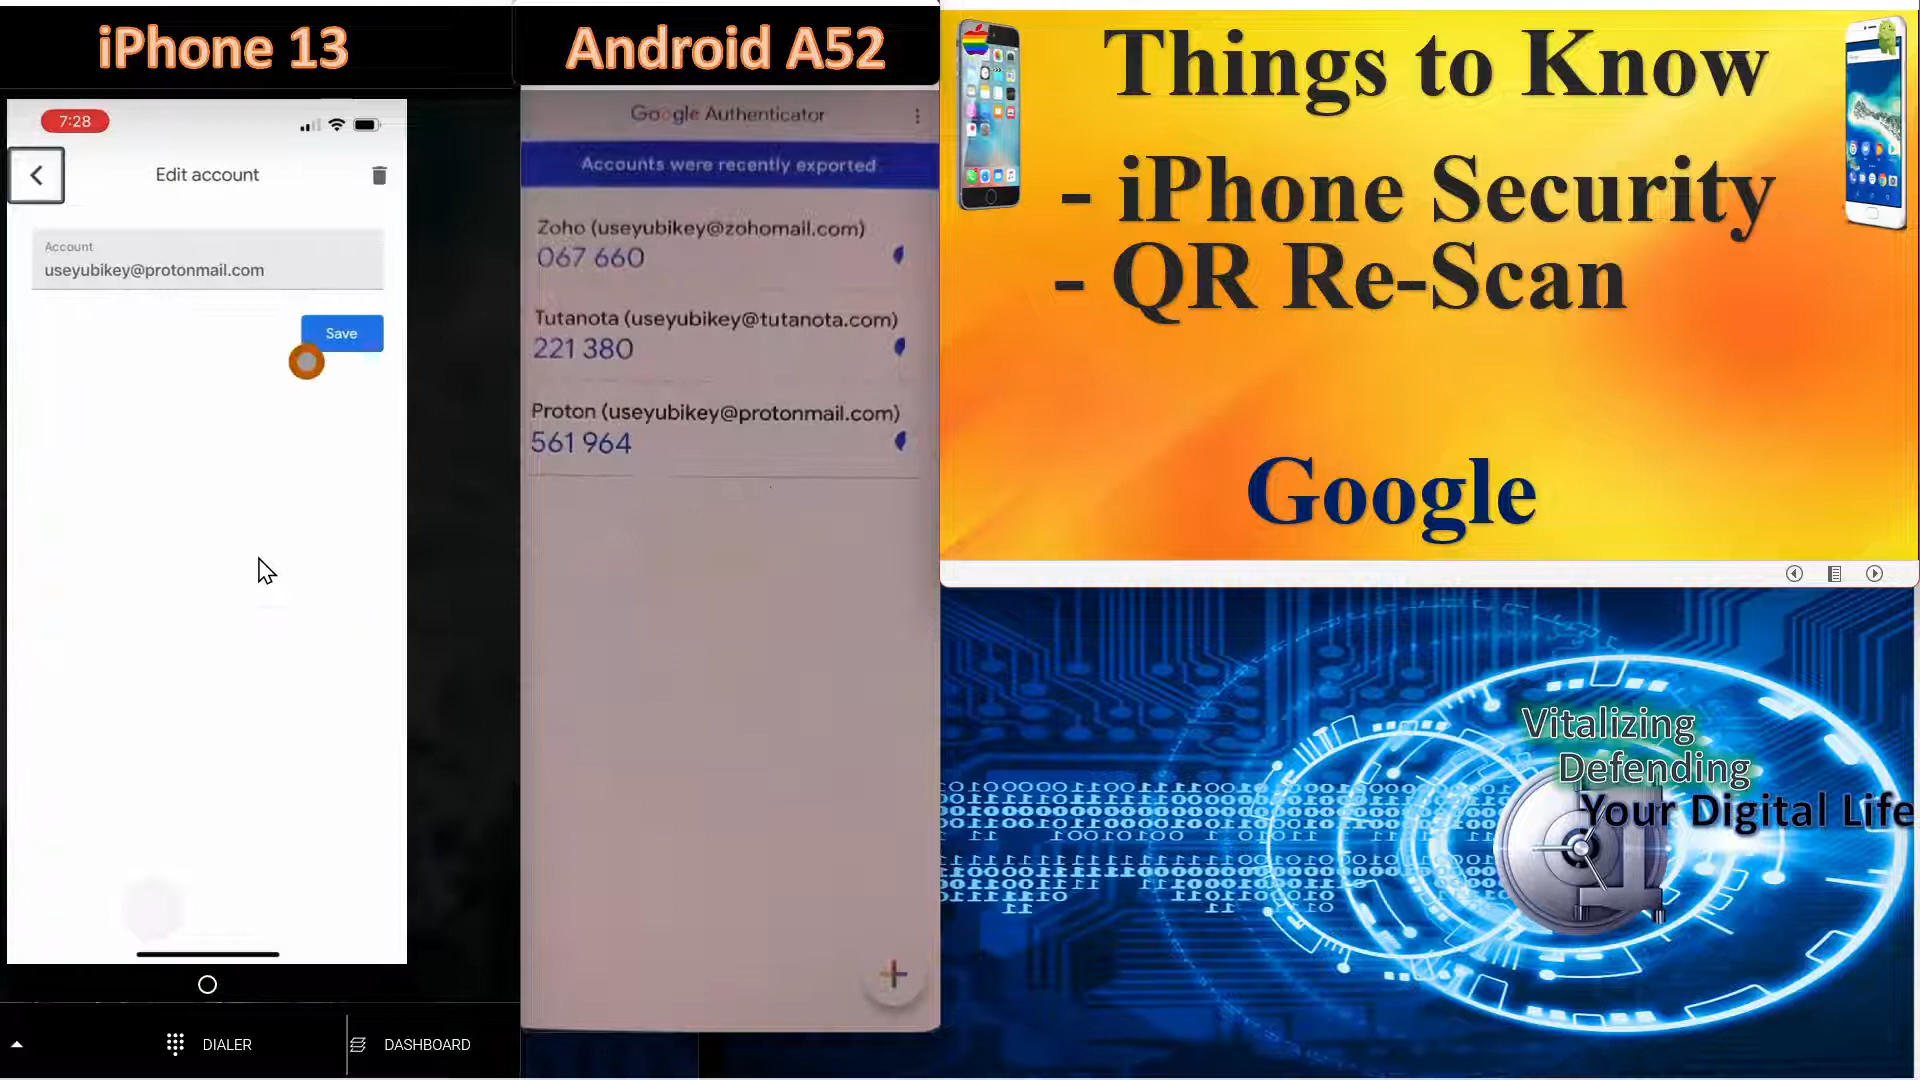 iPhone 13
Android A52
7:28
Edit account
Account
useyubikey@protonmail.com
Save
DIALER
DASHBOARD
Google Authenticator
Accounts were recently exported
Zoho (useyubikey@zohomail.com)
067 660
Tutanota (useyubikey@tutanota.com)
221 380
Proton (useyubikey@protonmail.com)
561 964
Things to Know
- iPhone Security
- QR Re-Scan
Google
Vitalizing
Defending
Your Digital Life